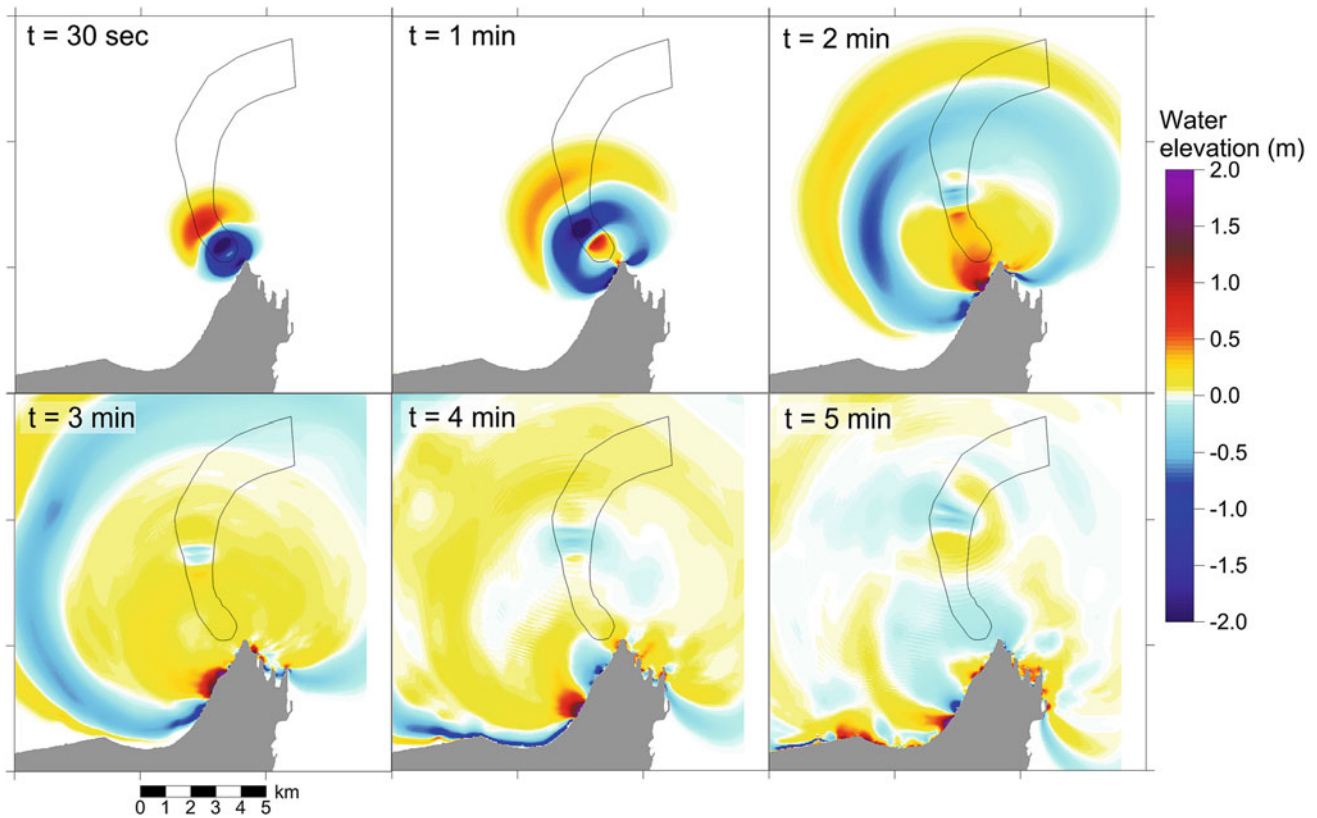 t = 30 sec
t = 1 min
t = 2 min
Water
elevation (m)
2.0
1.5
1.0
0.5
0.0
-0.5
-1.0
-1.5
-2.0
t = 3 min
t = 4 min
t = 5 min
km
0 1 2 3 4 5